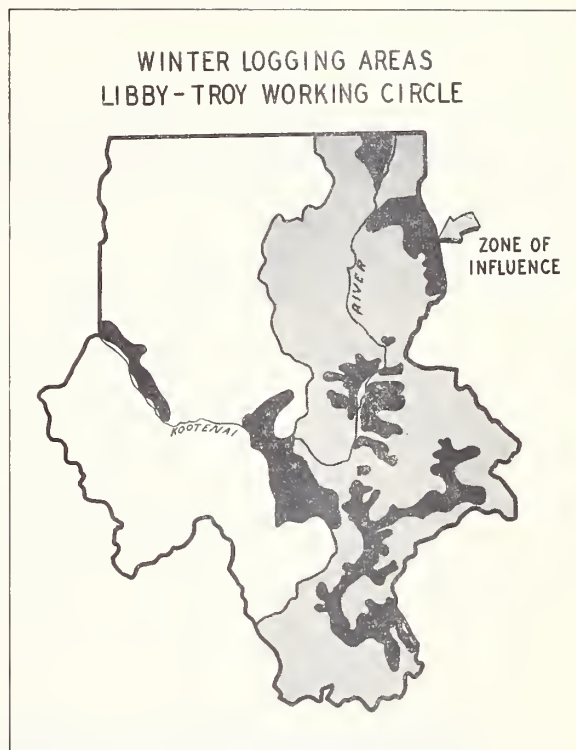 WINTER LOGGING AREAS
LIBBY-TROY WORKING CIRCLE
ZONE OF
INFLUENCE
RIVER
KOOTENAI